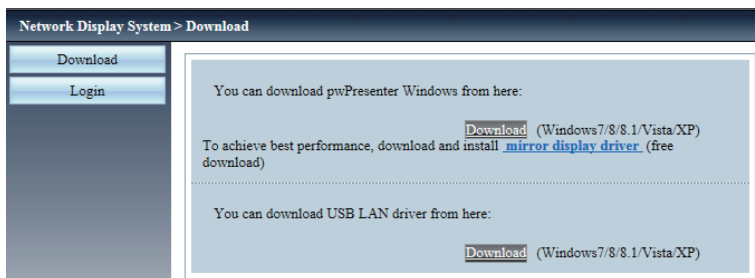 Network Display System > Download
Download
Login
You can download pwPresenter Windows from here:
Download (Windows7/8/8.1/Vista/XP)
To achieve best performance, download and install mirror display driver (free
download)
You can download USB LAN driver from here:
Download (Windows7/8/8.1/Vista/XP)